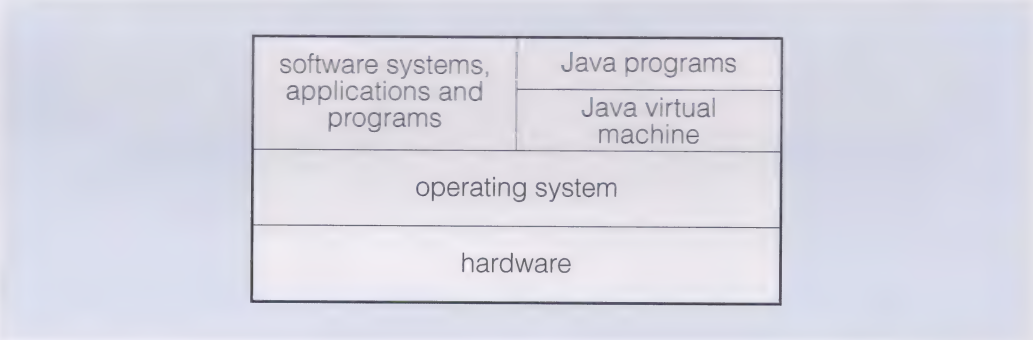 software systems,
applications and
programs
Java programs
Java virtual
machine
operating system
hardware